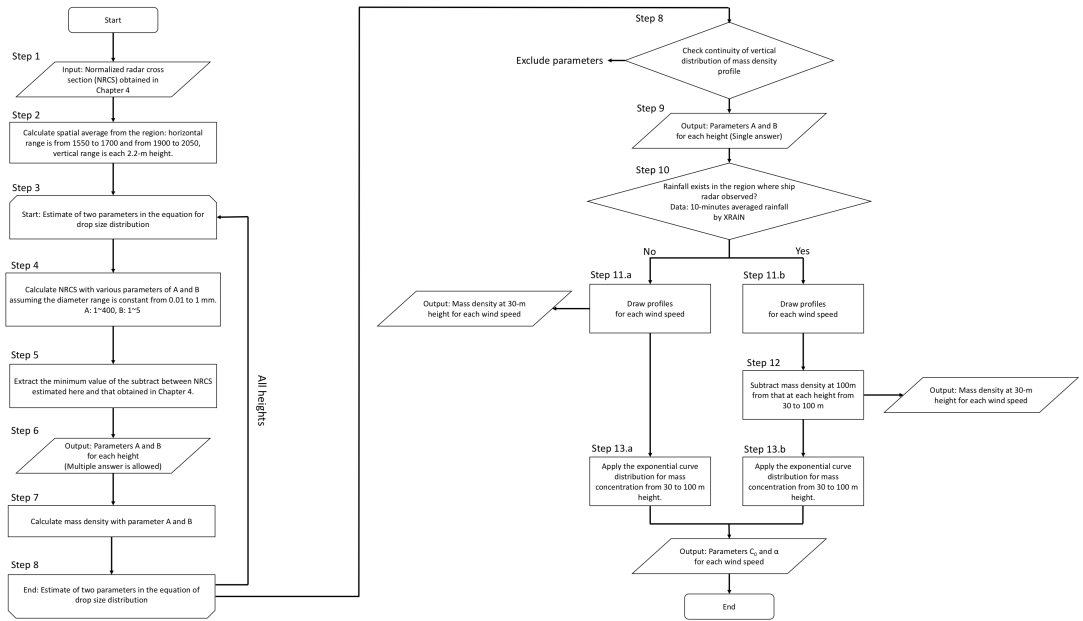 Start
Step 1
Input: Normalized radar cross
section (NRCS) obtained in
Chapter 4
Step 2
Calculate spatial average from the region: horizontal
range is from 1550 to 1700 and from 1900 to 2050,
vertical range is each 2.2-m height.
Step 3
Start: Estimate of two parameters in the equation for
drop size distribution
Step 4
Calculate NRCS with various parameters of A and B
assuming the diameter range is constant from 0.01 to 1 mm.
A: 1~400, B: 1~5
Step 5
Extract the minimum value of the subtract between NRCS
estimated here and that obtained in Chapter 4.
Step 6
Output: Parameters A and B
for each height
(Multiple answer is allowed)
Step 7
Calculate mass density with parameter A and B
Step 8
End: Estimate of two parameters in the equation of
drop size distribution
All heights
Step 8
Check continuity of vertical
distribution of mass density
profile
Exclude parameters
Step 9
Output: Parameters A and B
for each height (Single answer)
Step 10
Rainfall exists in the region where ship
radar observed?
Data: 10-minutes averaged rainfall
by XRAIN
No
Yes
Step 11.a
Draw profiles
for each wind speed
Output: Mass density at 30-m
height for each wind speed
Step 11.b
Draw profiles
for each wind speed
Step 12
Subtract mass density at 100m
from that at each height from
30 to 100 m
Output: Mass density at 30-m
height for each wind speed
Step 13.a
Apply the exponential curve
distribution for mass
concentration from 30 to 100 m
height.
Step 13.b
Apply the exponential curve
distribution for mass
concentration from 30 to 100 m
height.
Output: Parameters C₀ and α
for each wind speed
End